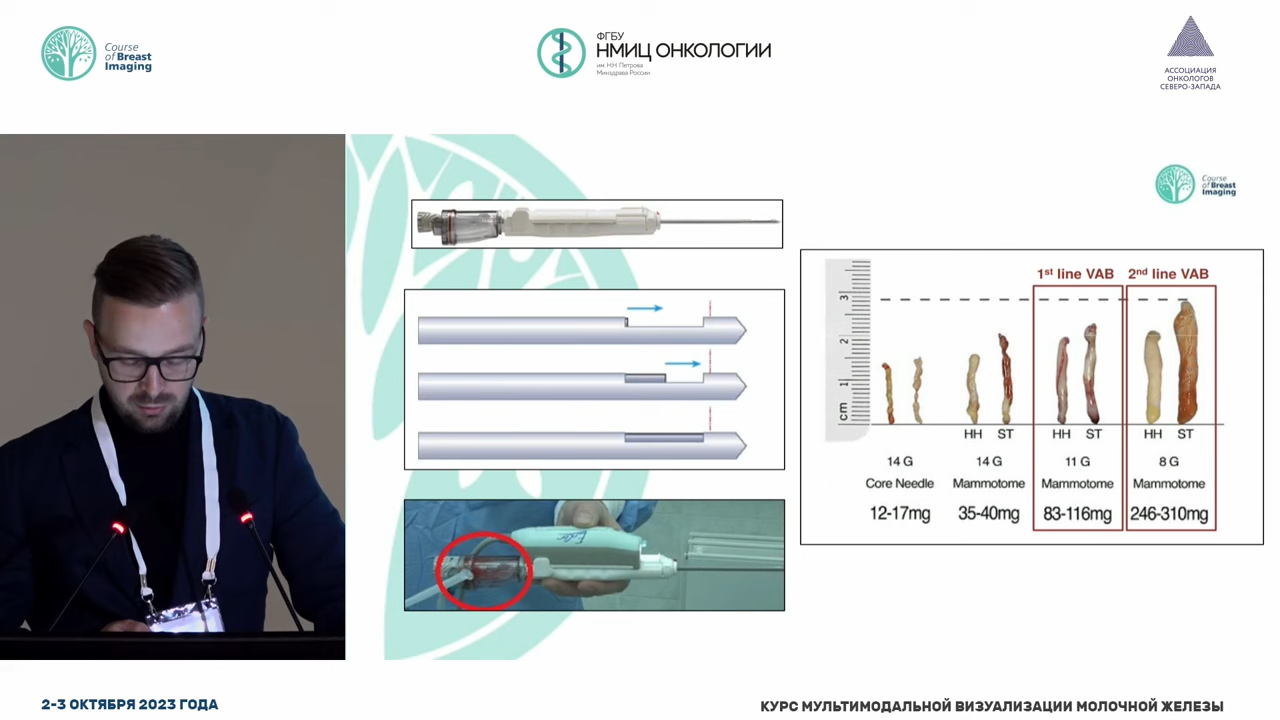 Course
of Breast
Imaging
ФГБУ
НМИЦ ОНКОЛОГИИ
им. Н.Н. Петрова
Минздрава России
АССОЦИАЦИЯ
ОНКОЛОГОВ
СЕВЕРО-ЗАПАДА
Course
of Breast
Imaging
1st line VAB 2nd line VAB
3
2
1
cm
HH ST HH ST HH ST
14 G 14 G 11 G 8 G
Core Needle Mammotome Mammotome Mammotome
12-17mg 35-40mg 83-116mg 246-310mg
2-3 ОКТЯБРЯ 2023 ГОДА
КУРС МУЛЬТИМОДАЛЬНОЙ ВИЗУАЛИЗАЦИИ МОЛОЧНОЙ ЖЕЛЕЗЫ